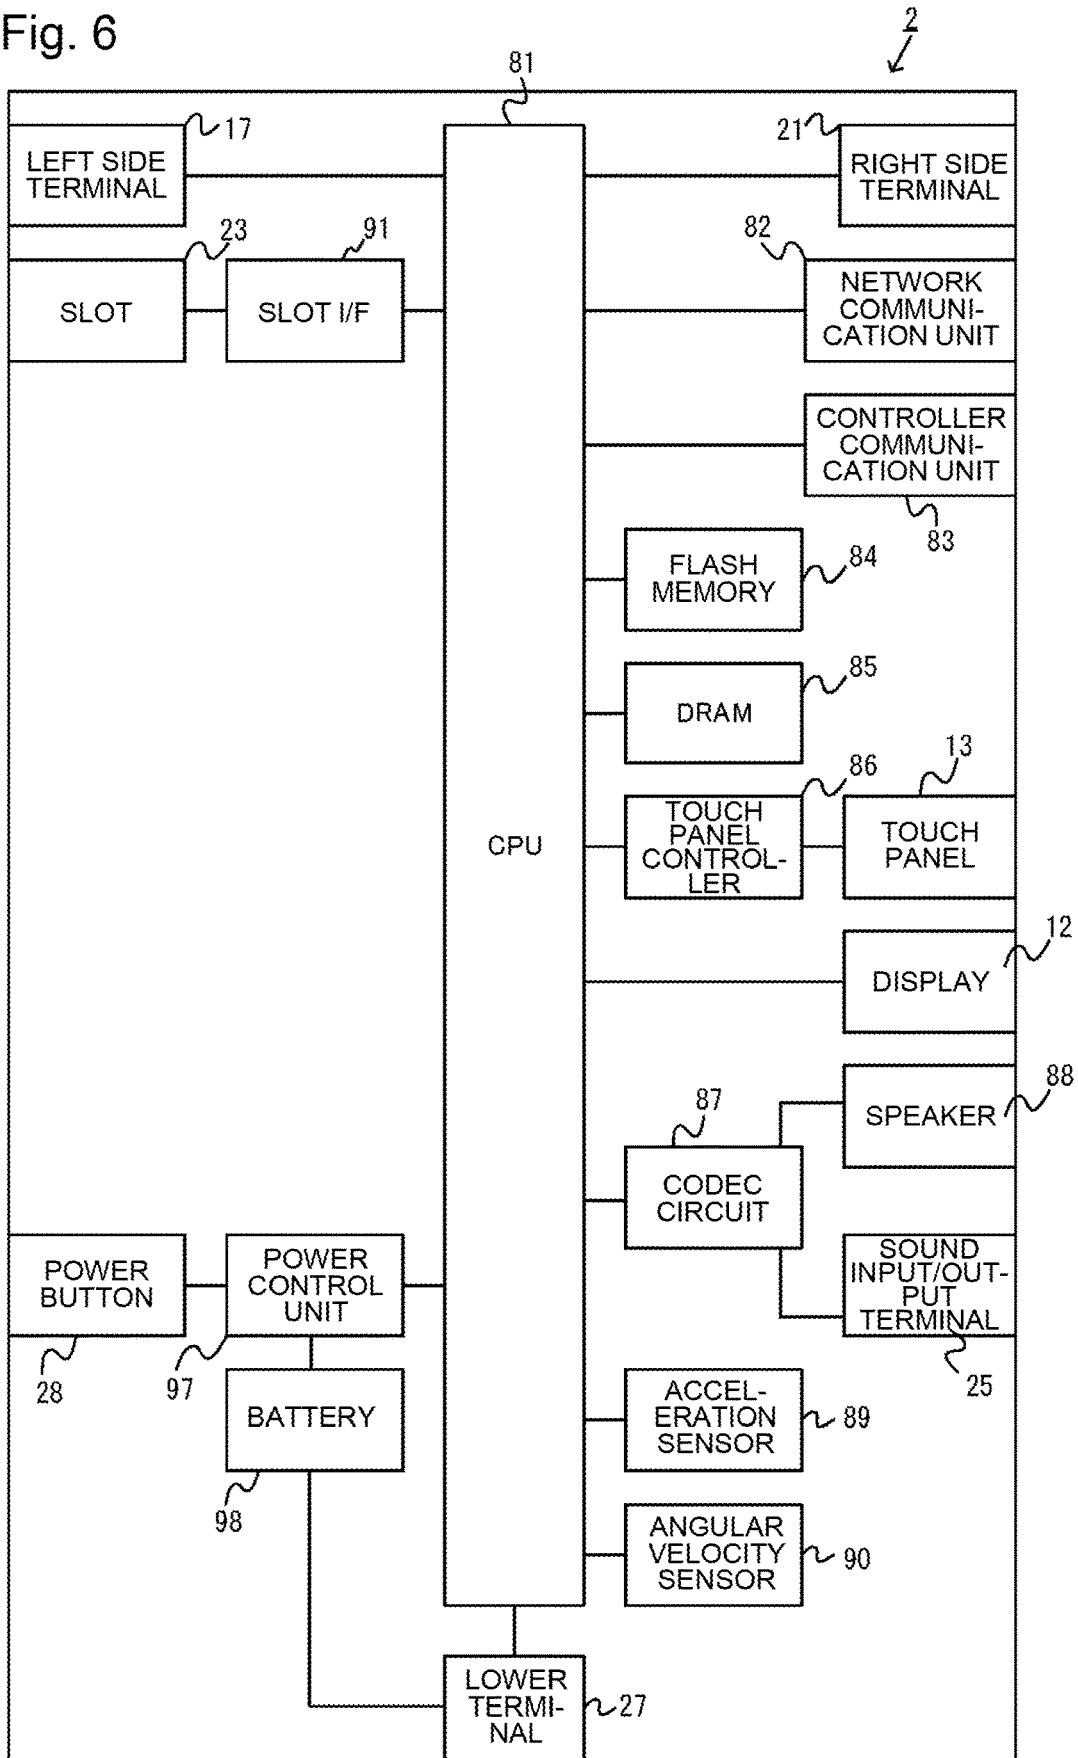 Fig. 6
2
81
17
21
LEFT SIDE
TERMINAL
RIGHT SIDE
TERMINAL
23
91
82
SLOT
SLOT I/F
NETWORK
COMMUNI-
CATION UNIT
CONTROLLER
COMMUNI-
CATION UNIT
83
FLASH
MEMORY
84
DRAM
85
CPU
86
13
TOUCH
PANEL
CONTROL-
LER
TOUCH
PANEL
12
DISPLAY
88
SPEAKER
87
CODEC
CIRCUIT
POWER
BUTTON
POWER
CONTROL
UNIT
SOUND
INPUT/OUT-
PUT
TERMINAL
28
97
25
BATTERY
98
ACCEL-
ERATION
SENSOR
89
ANGULAR
VELOCITY
SENSOR
90
LOWER
TERMI-
NAL
27